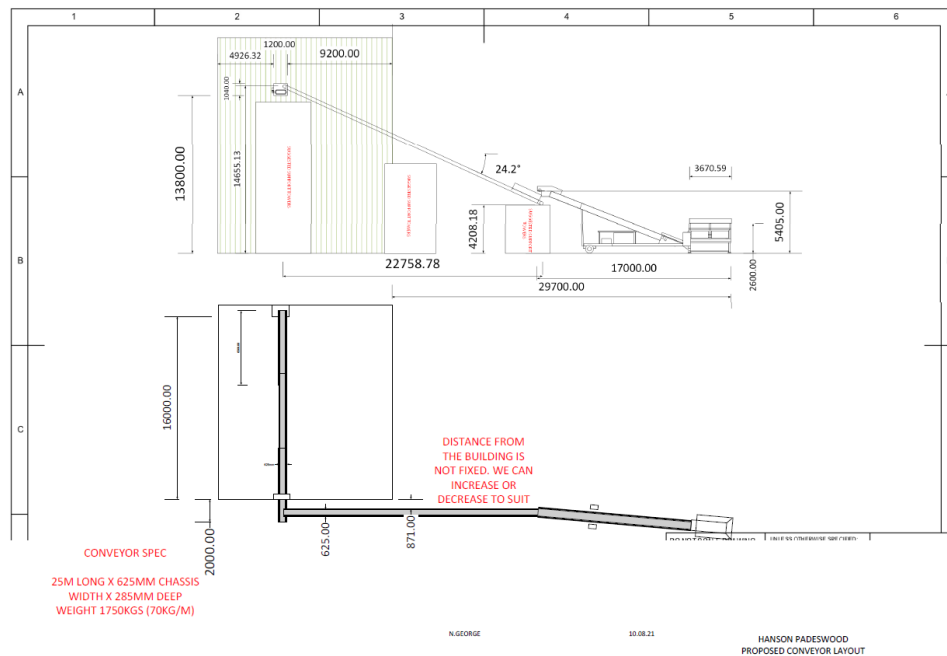 1 2 3 4 5 6
A
B
C
4926.32
1200.00
9200.00
1040.00
13800.00
14655.13
24.2°
3670.59
4208.18
5405.00
2600.00
22758.78
17000.00
29700.00
16000.00
DISTANCE FROM
THE BUILDING IS
NOT FIXED. WE CAN
INCREASE OR
DECREASE TO SUIT
2000.00
625.00
871.00
UNLESS OTHERWISE SPECIFIED:
CONVEYOR SPEC
25M LONG X 625MM CHASSIS
WIDTH X 285MM DEEP
WEIGHT 1750KGS (70KG/M)
N.GEORGE
10.08.21
HANSON PADESWOOD
PROPOSED CONVEYOR LAYOUT